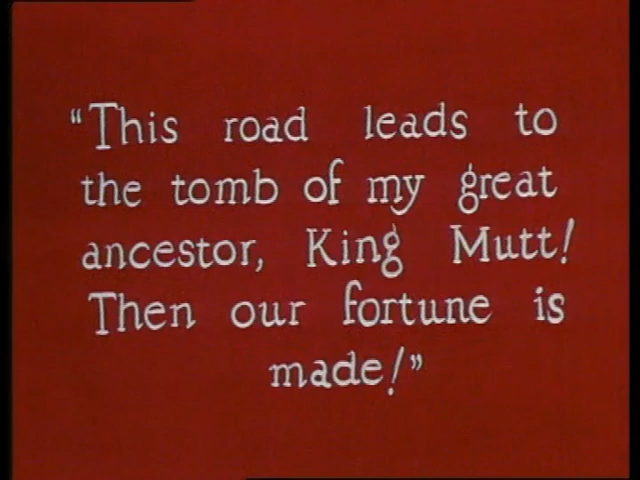 “This road leads to
the tomb of my great
ancestor, King Mutt!
Then our fortune is
made!”